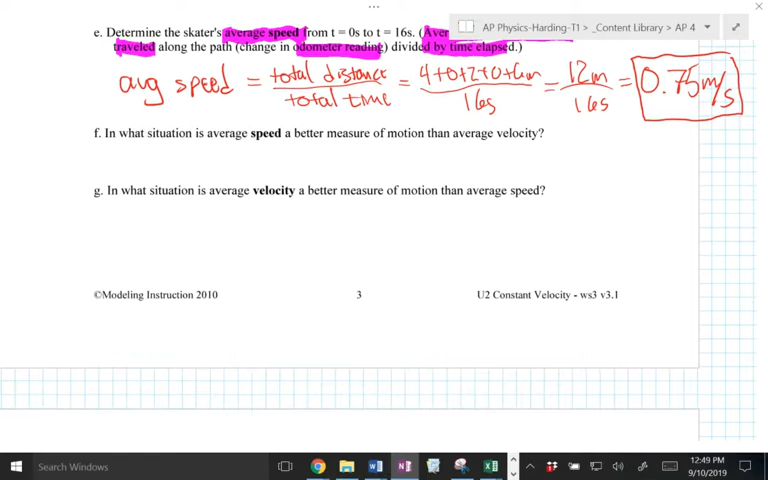 e. Determine the skater's average speed from t = 0s to t = 16s. (Aver
AP Physics-Harding-T1 > _Content Library > AP 4
traveled along the path (change in odometer reading) divided by time elapsed.)
avg speed = total distance / total time = 4+0+2+0+6m / 16s = 12m / 16s = 0.75m/s
f. In what situation is average speed a better measure of motion than average velocity?
g. In what situation is average velocity a better measure of motion than average speed?
©Modeling Instruction 2010 3 U2 Constant Velocity - ws3 v3.1
Search Windows
12:49 PM
9/10/2019